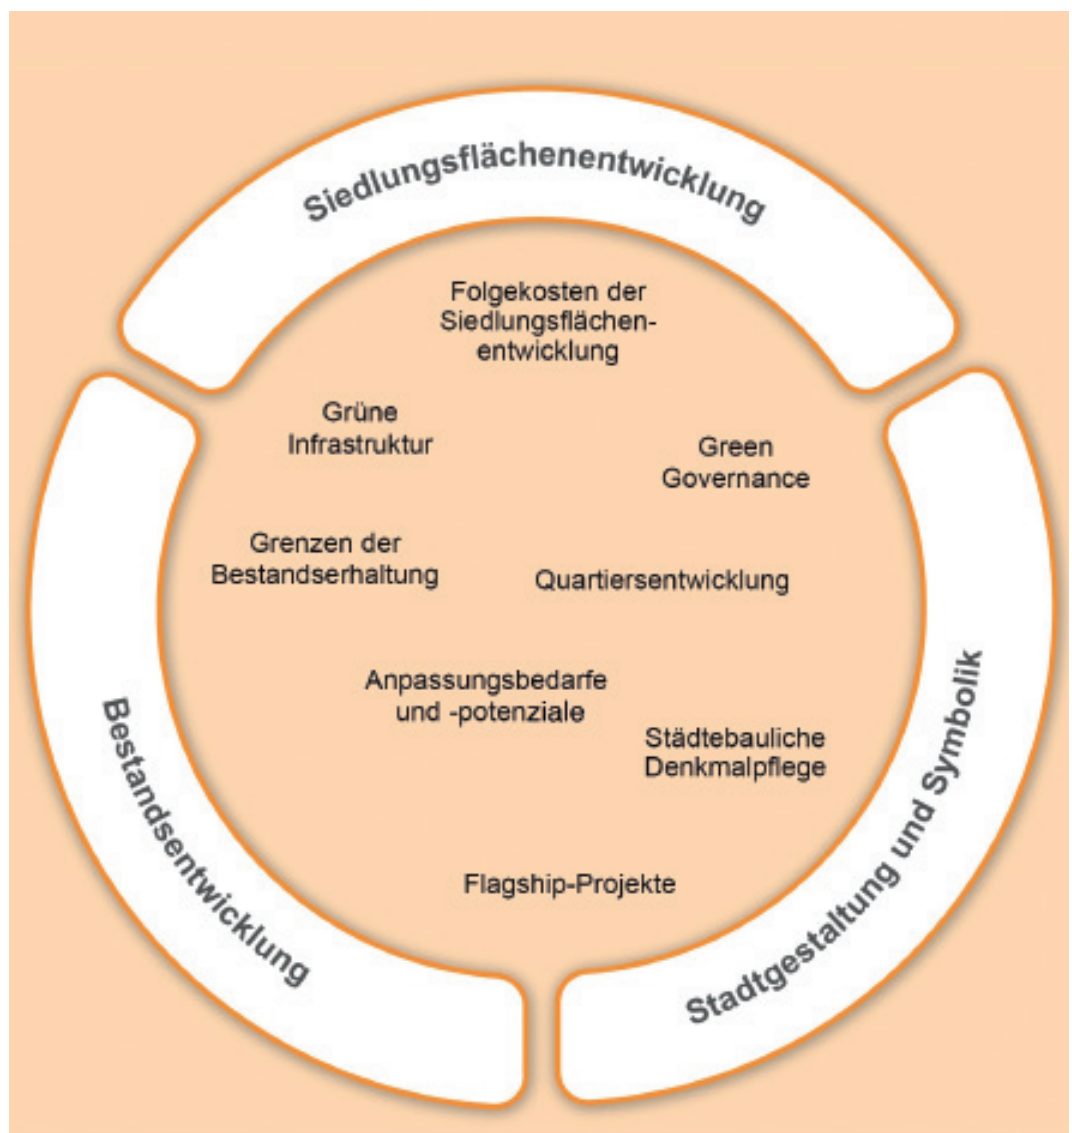 Siedlungsflächenentwicklung
Folgekosten der
Siedlungsflächen-
entwicklung
Grüne
Infrastruktur
Green
Governance
Grenzen der
Bestandserhaltung
Quartiersentwicklung
Anpassungsbedarfe
und -potenziale
Städtebauliche
Denkmalpflege
Flagship-Projekte
Bestandsentwicklung
Stadtgestaltung und Symbolik